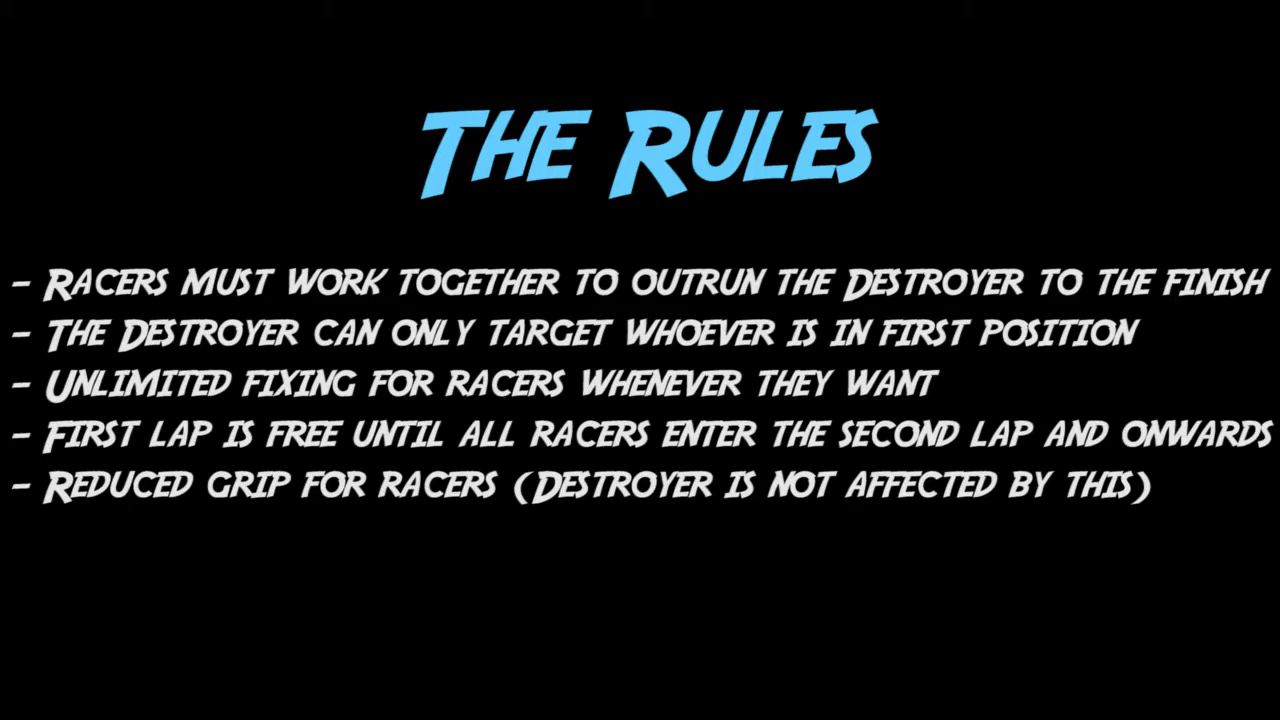 The Rules
- Racers must work together to outrun the Destroyer to the finish
- The Destroyer can only target whoever is in first position
- Unlimited fixing for racers whenever they want
- First lap is free until all racers enter the second lap and onwards
- Reduced grip for racers (Destroyer is not affected by this)